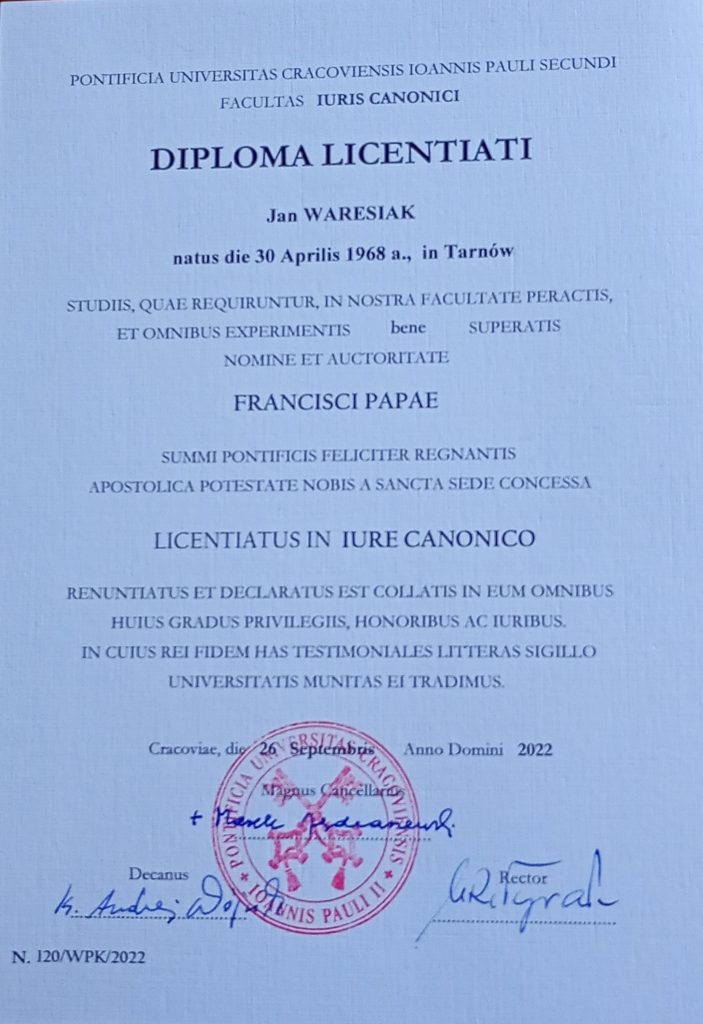 PONTIFICIA UNIVERSITAS CRACOVIENSIS IOANNIS PAULI SECUNDI
FACULTAS IURIS CANONICI
DIPLOMA LICENTIATI
Jan WARESIAK
natus die 30 Aprilis 1968 a., in Tarnów
STUDIIS, QUAE REQUIRUNTUR, IN NOSTRA FACULTATE PERACTIS,
ET OMNIBUS EXPERIMENTIS bene SUPERATIS
NOMINE ET AUCTORITATE
FRANCISCI PAPAE
SUMMI PONTIFICIS FELICITER REGNANTIS
APOSTOLICA POTESTATE NOBIS A SANCTA SEDE CONCESSA
LICENTIATUS IN IURE CANONICO
RENUNTIATUS ET DECLARATUS EST COLLATIS IN EUM OMNIBUS
HUIUS GRADUS PRIVILEGIIS, HONORIBUS AC IURIBUS.
IN CUIUS REI FIDEM HAS TESTIMONIALES LITTERAS SIGILLO
UNIVERSITATIS MUNITAS EI TRADIMUS.
Cracoviae, die 26 Septembris Anno Domini 2022
PONTIFICIA UNIVERSITAS CRACOVIENSIS
IOANNIS PAULI II
Magnus Cancellarius
+ Marek
Decanus
Rector
K. Andrzej
N. 120/WPK/2022